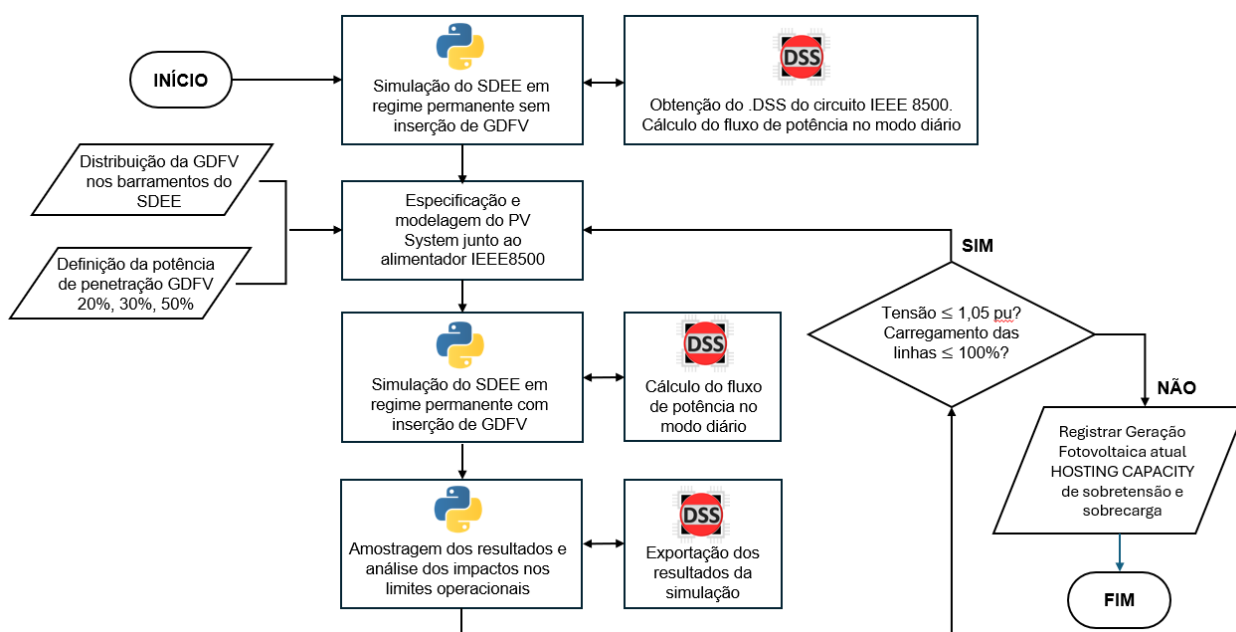 INÍCIO
Simulação do SDEE em
regime permanente sem
inserção de GDFV
DSS
Obtenção do .DSS do circuito IEEE 8500.
Cálculo do fluxo de potência no modo diário
Distribuição da GDFV
nos barramentos do
SDEE
Definição da potência
de penetração GDFV
20%, 30%, 50%
Especificação e
modelagem do PV
System junto ao
alimentador IEEE8500
SIM
Tensão ≤ 1,05 pu?
Carregamento das
linhas ≤ 100%?
NÃO
Simulação do SDEE em
regime permanente com
inserção de GDFV
DSS
Cálculo do fluxo
de potência no
modo diário
Registrar Geração
Fotovoltaica atual
HOSTING CAPACITY
de sobretensão e
sobrecarga
Amostragem dos resultados e
análise dos impactos nos
limites operacionais
DSS
Exportação dos
resultados da
simulação
FIM